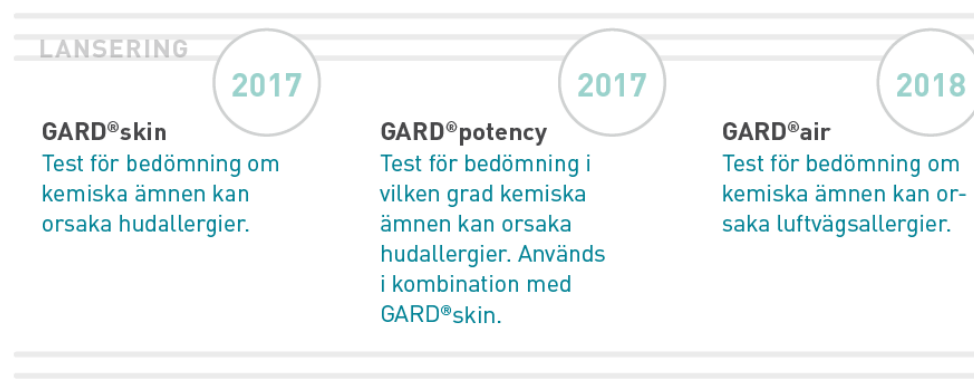 LANSERING
2017
GARD®skin
Test för bedömning om
kemiska ämnen kan
orsaka hudallergier.
2017
GARD®potency
Test för bedömning i
vilken grad kemiska
ämnen kan orsaka
hudallergier. Används
i kombination med
GARD®skin.
2018
GARD®air
Test för bedömning om
kemiska ämnen kan or-
saka luftvägsallergier.